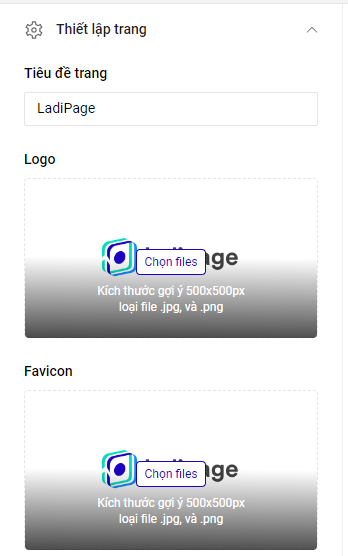 Thiết lập trang
Tiêu đề trang
LadiPage
Logo
Chọn files
Kích thước gợi ý 500x500px
loại file .jpg, và .png
Favicon
Chọn files
Kích thước gợi ý 500x500px
loại file .jpg, và .png